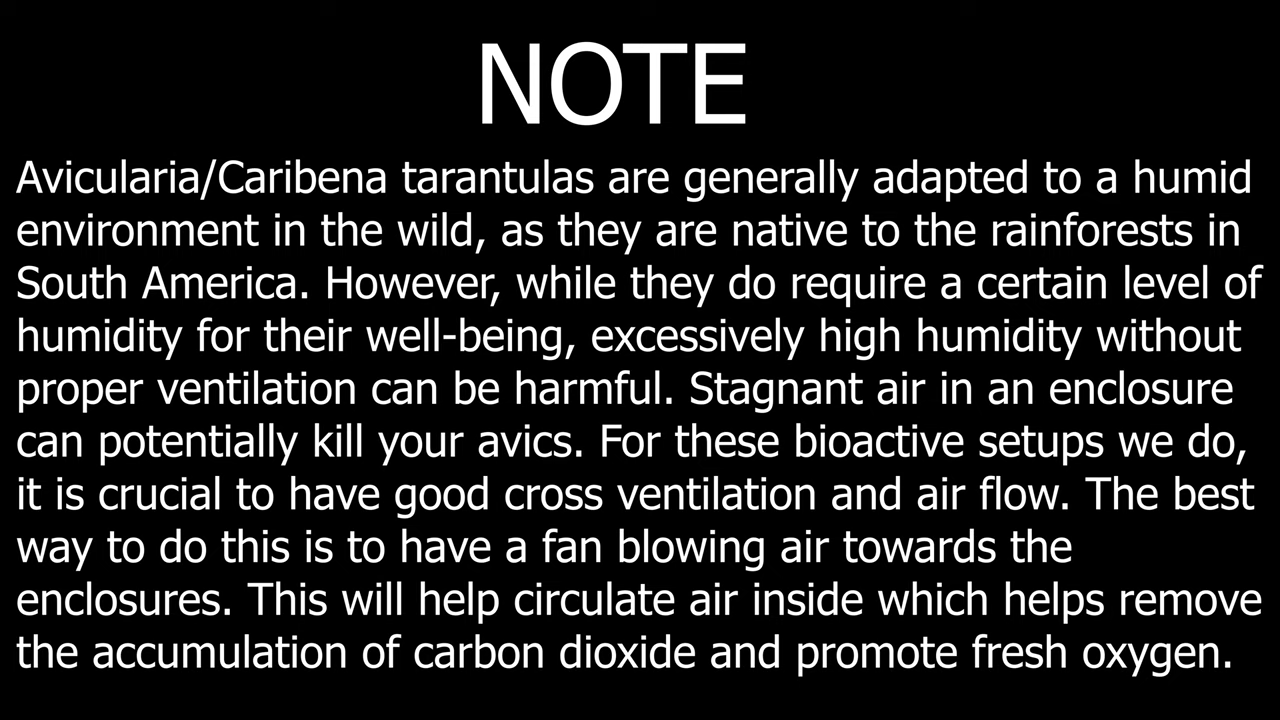 NOTE
Avicularia/Caribena tarantulas are generally adapted to a humid
environment in the wild, as they are native to the rainforests in
South America. However, while they do require a certain level of
humidity for their well-being, excessively high humidity without
proper ventilation can be harmful. Stagnant air in an enclosure
can potentially kill your avics. For these bioactive setups we do,
it is crucial to have good cross ventilation and air flow. The best
way to do this is to have a fan blowing air towards the
enclosures. This will help circulate air inside which helps remove
the accumulation of carbon dioxide and promote fresh oxygen.